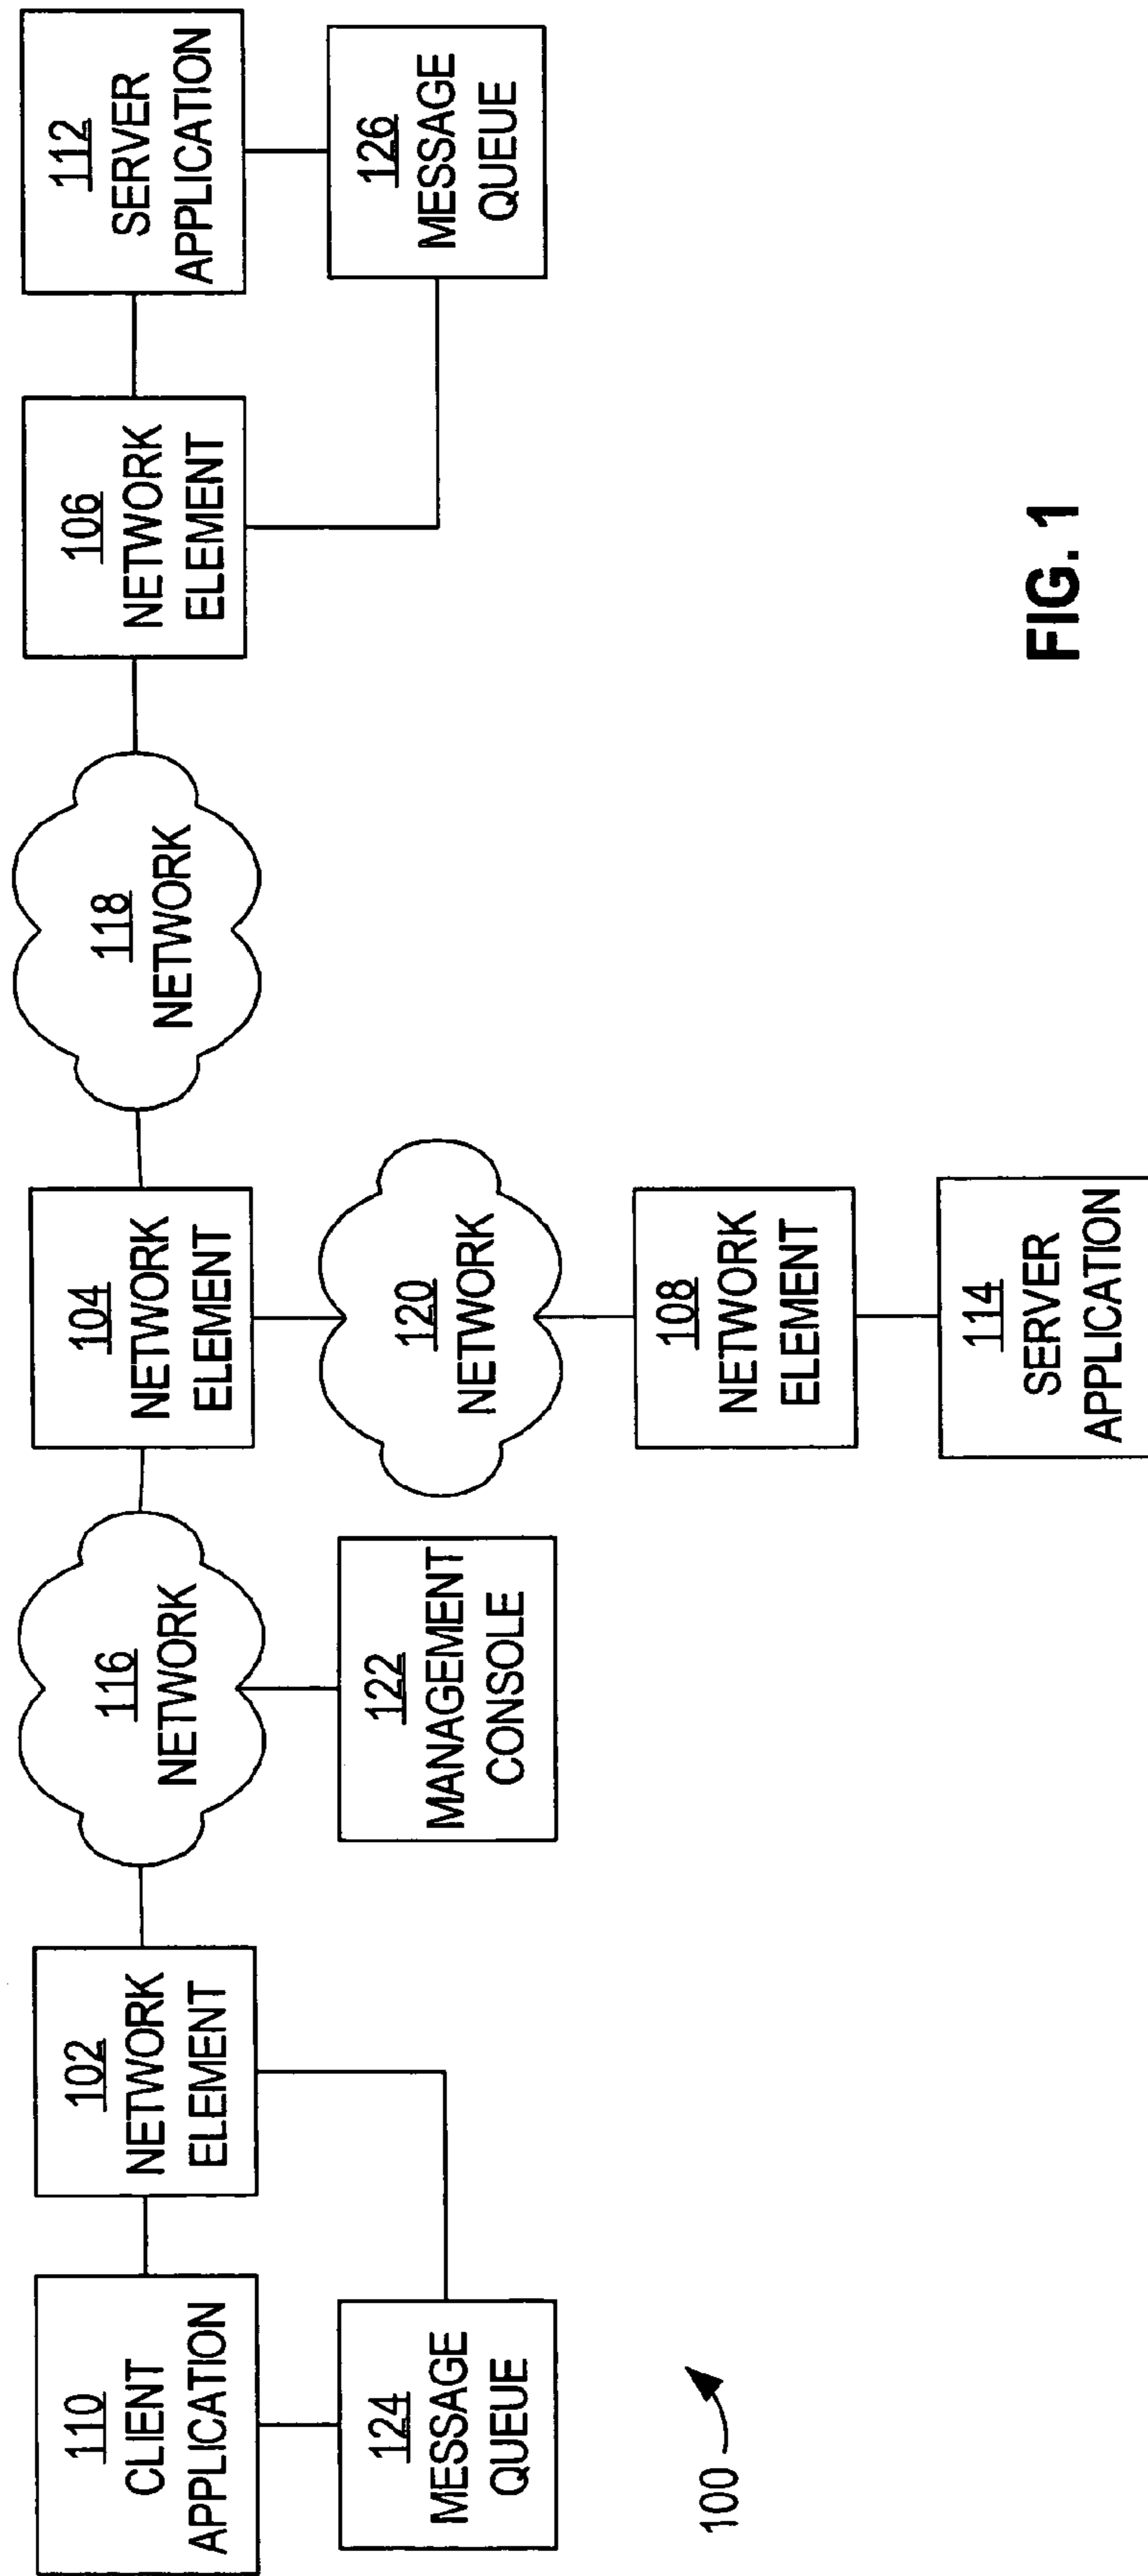 110
CLIENT
APPLICATION
102
NETWORK
ELEMENT
116
NETWORK
104
NETWORK
ELEMENT
118
NETWORK
106
NETWORK
ELEMENT
112
SERVER
APPLICATION
124
MESSAGE
QUEUE
122
MANAGEMENT
CONSOLE
120
NETWORK
126
MESSAGE
QUEUE
108
NETWORK
ELEMENT
114
SERVER
APPLICATION
100
FIG. 1